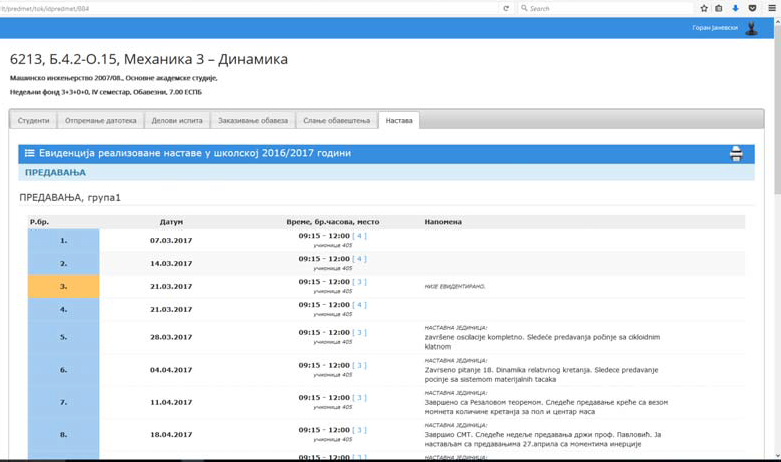 it/predmet/tok/idpredmet/884
Search
Горан Јаневски
6213, Б.4.2-О.15, Механика 3 – Динамика
Машинско инжењерство 2007/08., Основне академске студије,
Недељни фонд 3+3+0+0, IV семестар, Обавезни, 7.00 ЕСПБ
Студенти Отпремање датотека Делови испита Заказивање обавеза Слање обавештења Настава
Евиденција реализоване наставе у школској 2016/2017 години
ПРЕДАВАЊА
ПРЕДАВАЊА, група1
Р.бр. Датум Време, бр.часова, место Напомена
1. 07.03.2017 09:15 - 12:00 [ 4 ]
учионица 405
2. 14.03.2017 09:15 - 12:00 [ 4 ]
учионица 405
3. 21.03.2017 09:15 - 12:00 [ 3 ] НИЈЕ ЕВИДЕНТИРАНО.
учионица 405
4. 21.03.2017 09:15 - 12:00 [ 4 ]
учионица 405
НАСТАВНА ЈЕДИНИЦА:
5. 28.03.2017 09:15 - 12:00 [ 3 ] završene oscilacije kompletno. Sledeće predavanja počinje sa cikloidnim
учионица 405 klatnom
НАСТАВНА ЈЕДИНИЦА:
6. 04.04.2017 09:15 - 12:00 [ 3 ] Zavrseno pitanje 18. Dinamika relativnog kretanja. Sledece predavanje
учионица 405 pocinje sa sistemom materijalnih tacaka
НАСТАВНА ЈЕДИНИЦА:
7. 11.04.2017 09:15 - 12:00 [ 3 ] Завршено са Резаловом теоремом. Следеће предавање креће са везом
учионица 405 момнета количине кретања за пол и центар маса
НАСТАВНА ЈЕДИНИЦА:
8. 18.04.2017 09:15 - 12:00 [ 3 ] Завршио СМТ. Следеће недеље предавања држи проф. Павловић. Ја
учионица 405 настављам са предавањима 27.априла са моментима инерције
09:15 - 12:00 [ 3 ] НАСТАВНА ЈЕДИНИЦА: